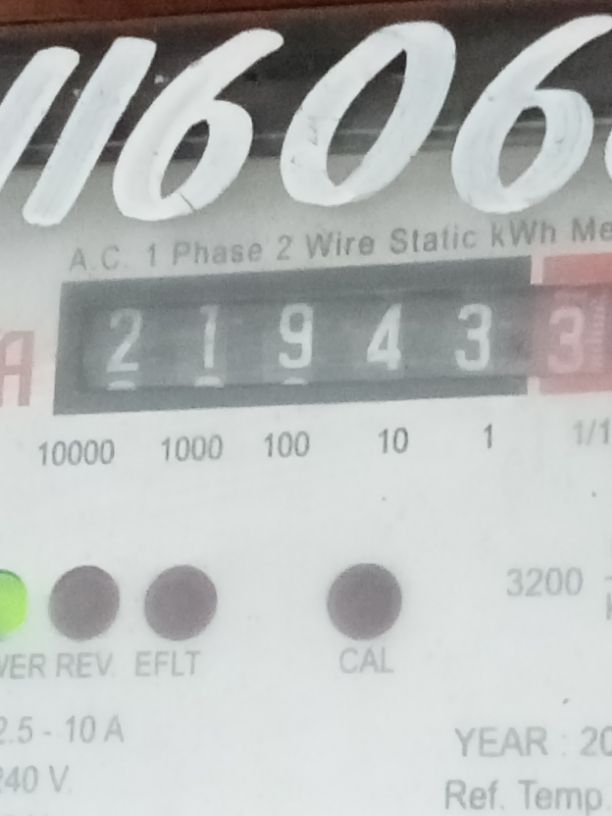 11606
A.C. 1 Phase 2 Wire Static kWh Me
A
2 1 9 4 3 3
10000 1000 100 10 1 1/1
3200
VER REV. EFLT CAL
2.5 - 10 A
YEAR : 20
240 V.
Ref. Temp.